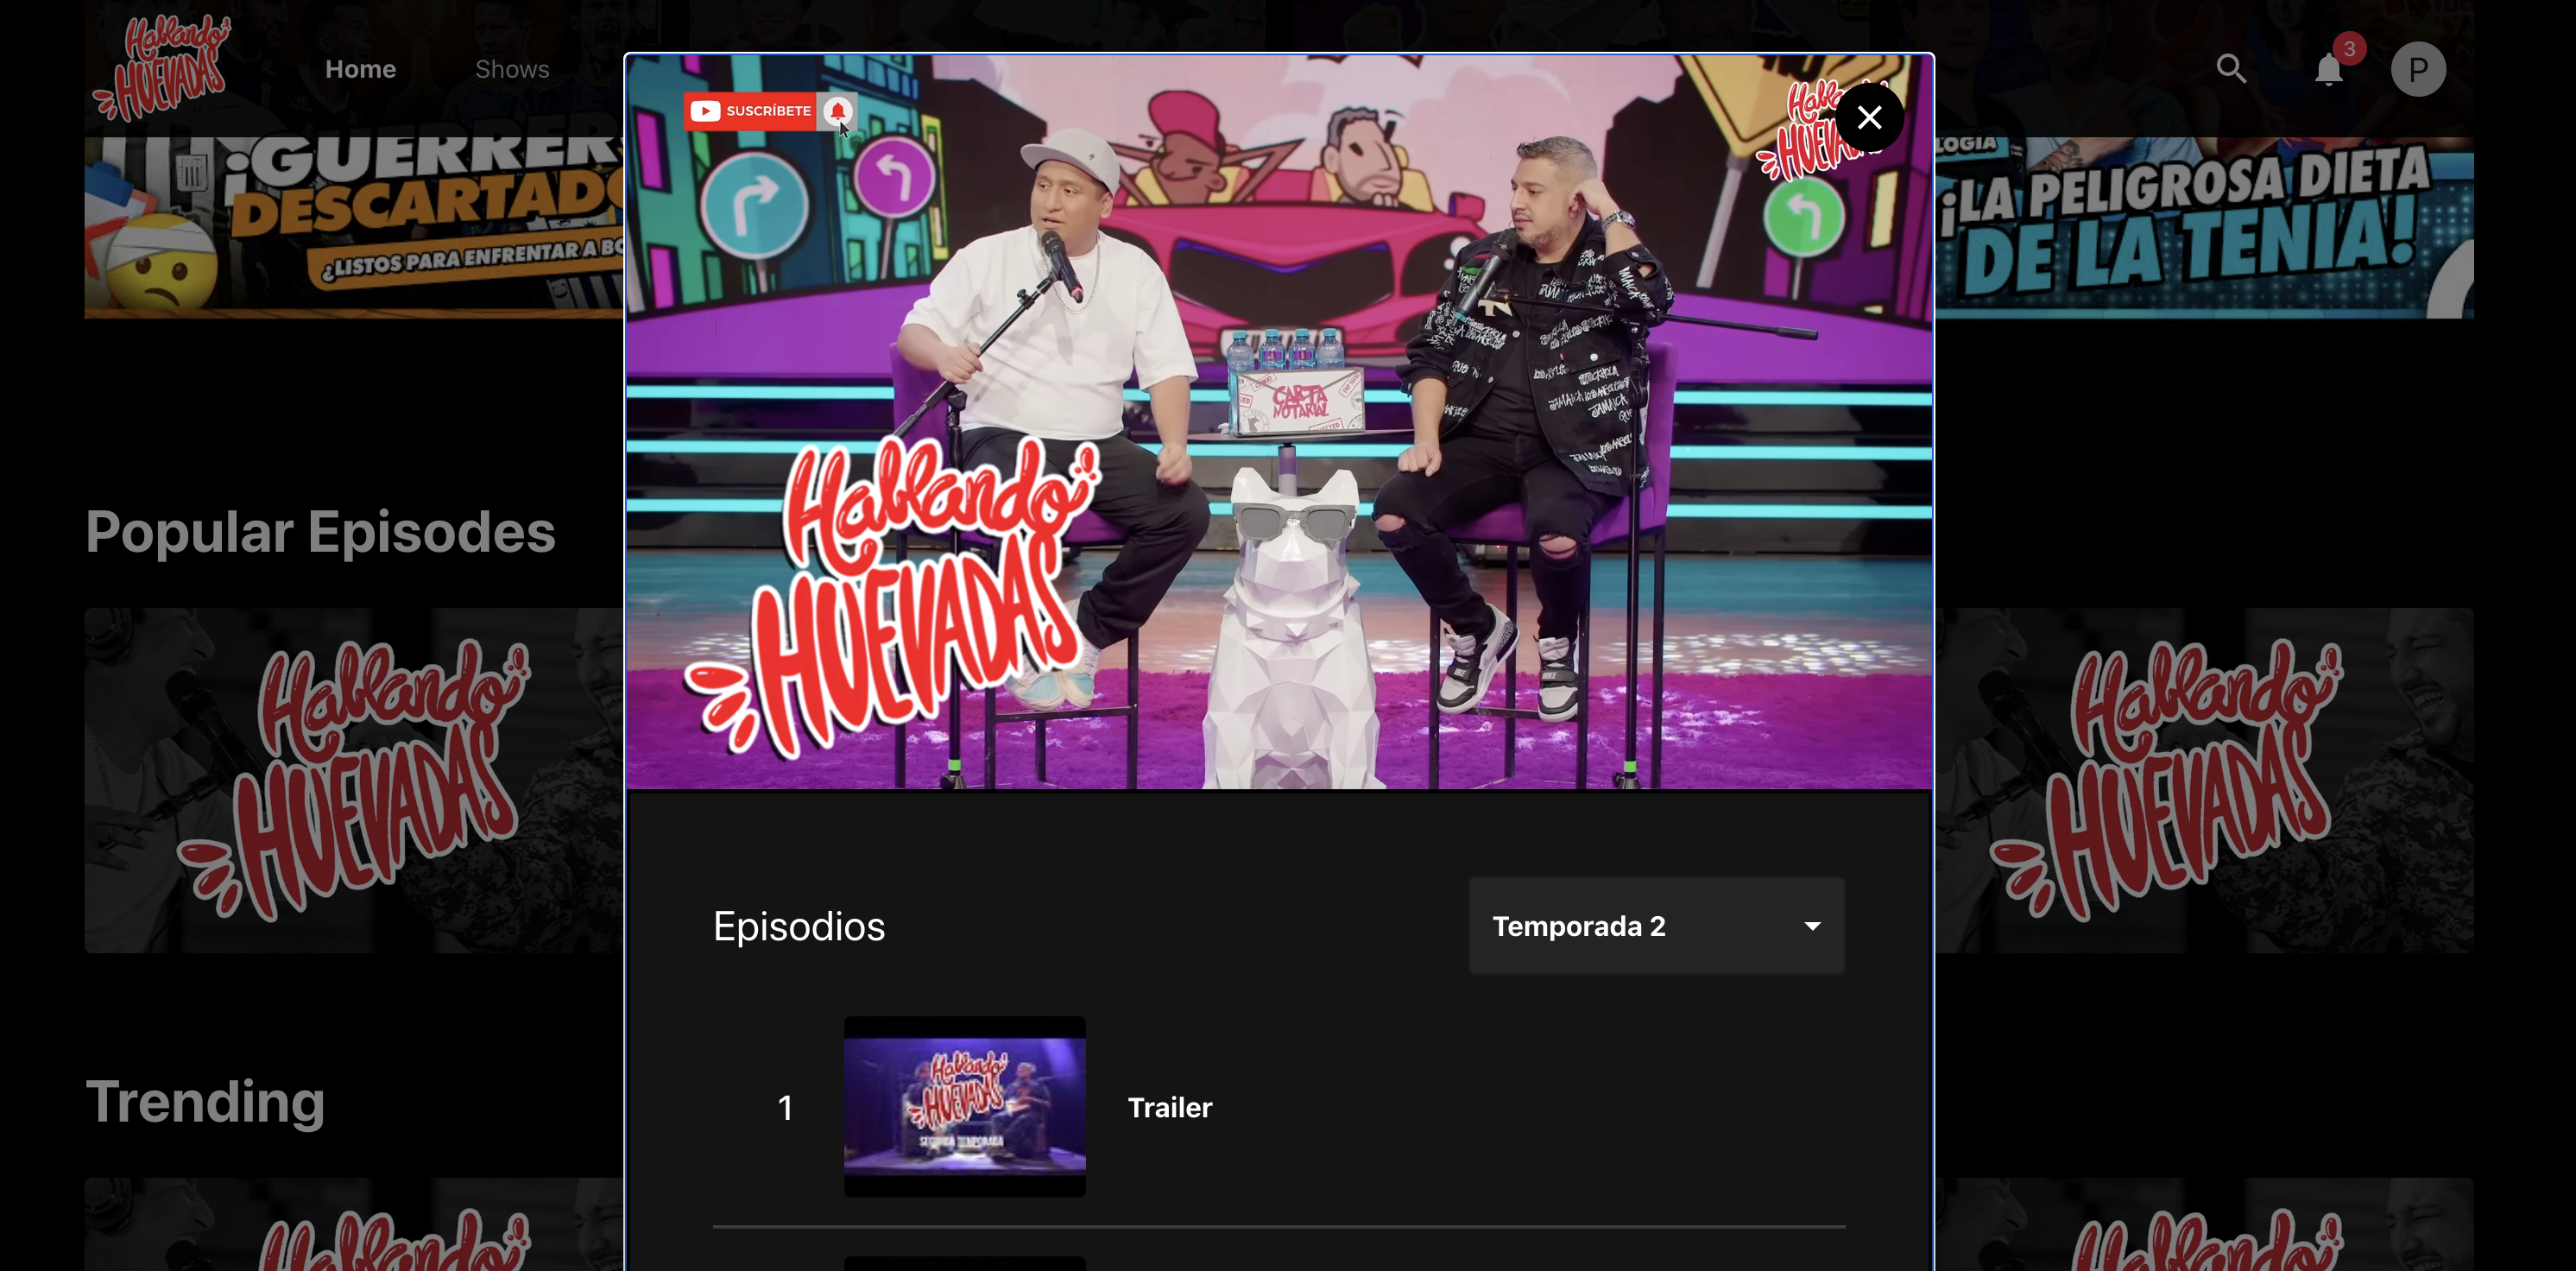 Hablando
HUEVADAS
Home
Shows
3
P
¡GUERRER
DESCARTAD
¿LISTOS PARA ENFRENTAR A BO
SUSCRÍBETE
Hablando
HUEVADAS
LOGÍA
¡LA PELIGROSA DIETA
DE LA TENIA!
CARTA
NOTARIAL
Hablando
HUEVADAS
Popular Episodes
Hablando
HUEVADAS
Hablando
HUEVADAS
Episodios
Temporada 2
1
Hablando
HUEVADAS
SEGUNDA TEMPORADA
Trailer
Trending
Hablando
Hablando